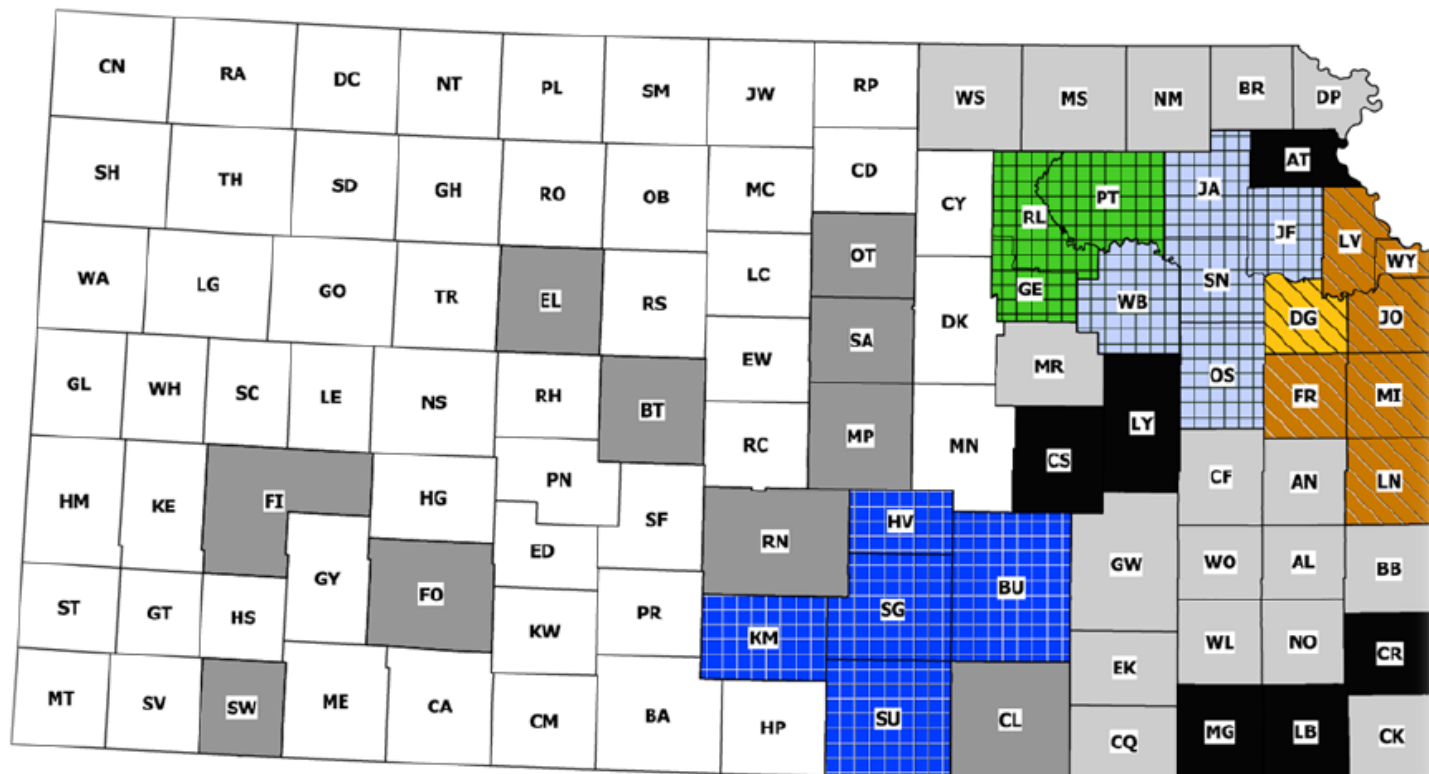 CN RA DC NT PL SM JW RP WS MS NM BR DP
SH TH SD GH RO OB MC CD CY RL PT JA AT
WA LG GO TR EL RS LC OT GE WB SN JF LV WY
GL WH SC LE NS RH BT EW SA DK MR OS DG JO
HM KE FI HG PN SF RC MP MN CS LY FR MI
ST GT HS GY FO ED RN HV CF AN LN
KW PR KM SG BU GW WO AL BB
MT SV SW ME CA CM BA HP SU CL EK WL NO CR
CQ MG LB CK